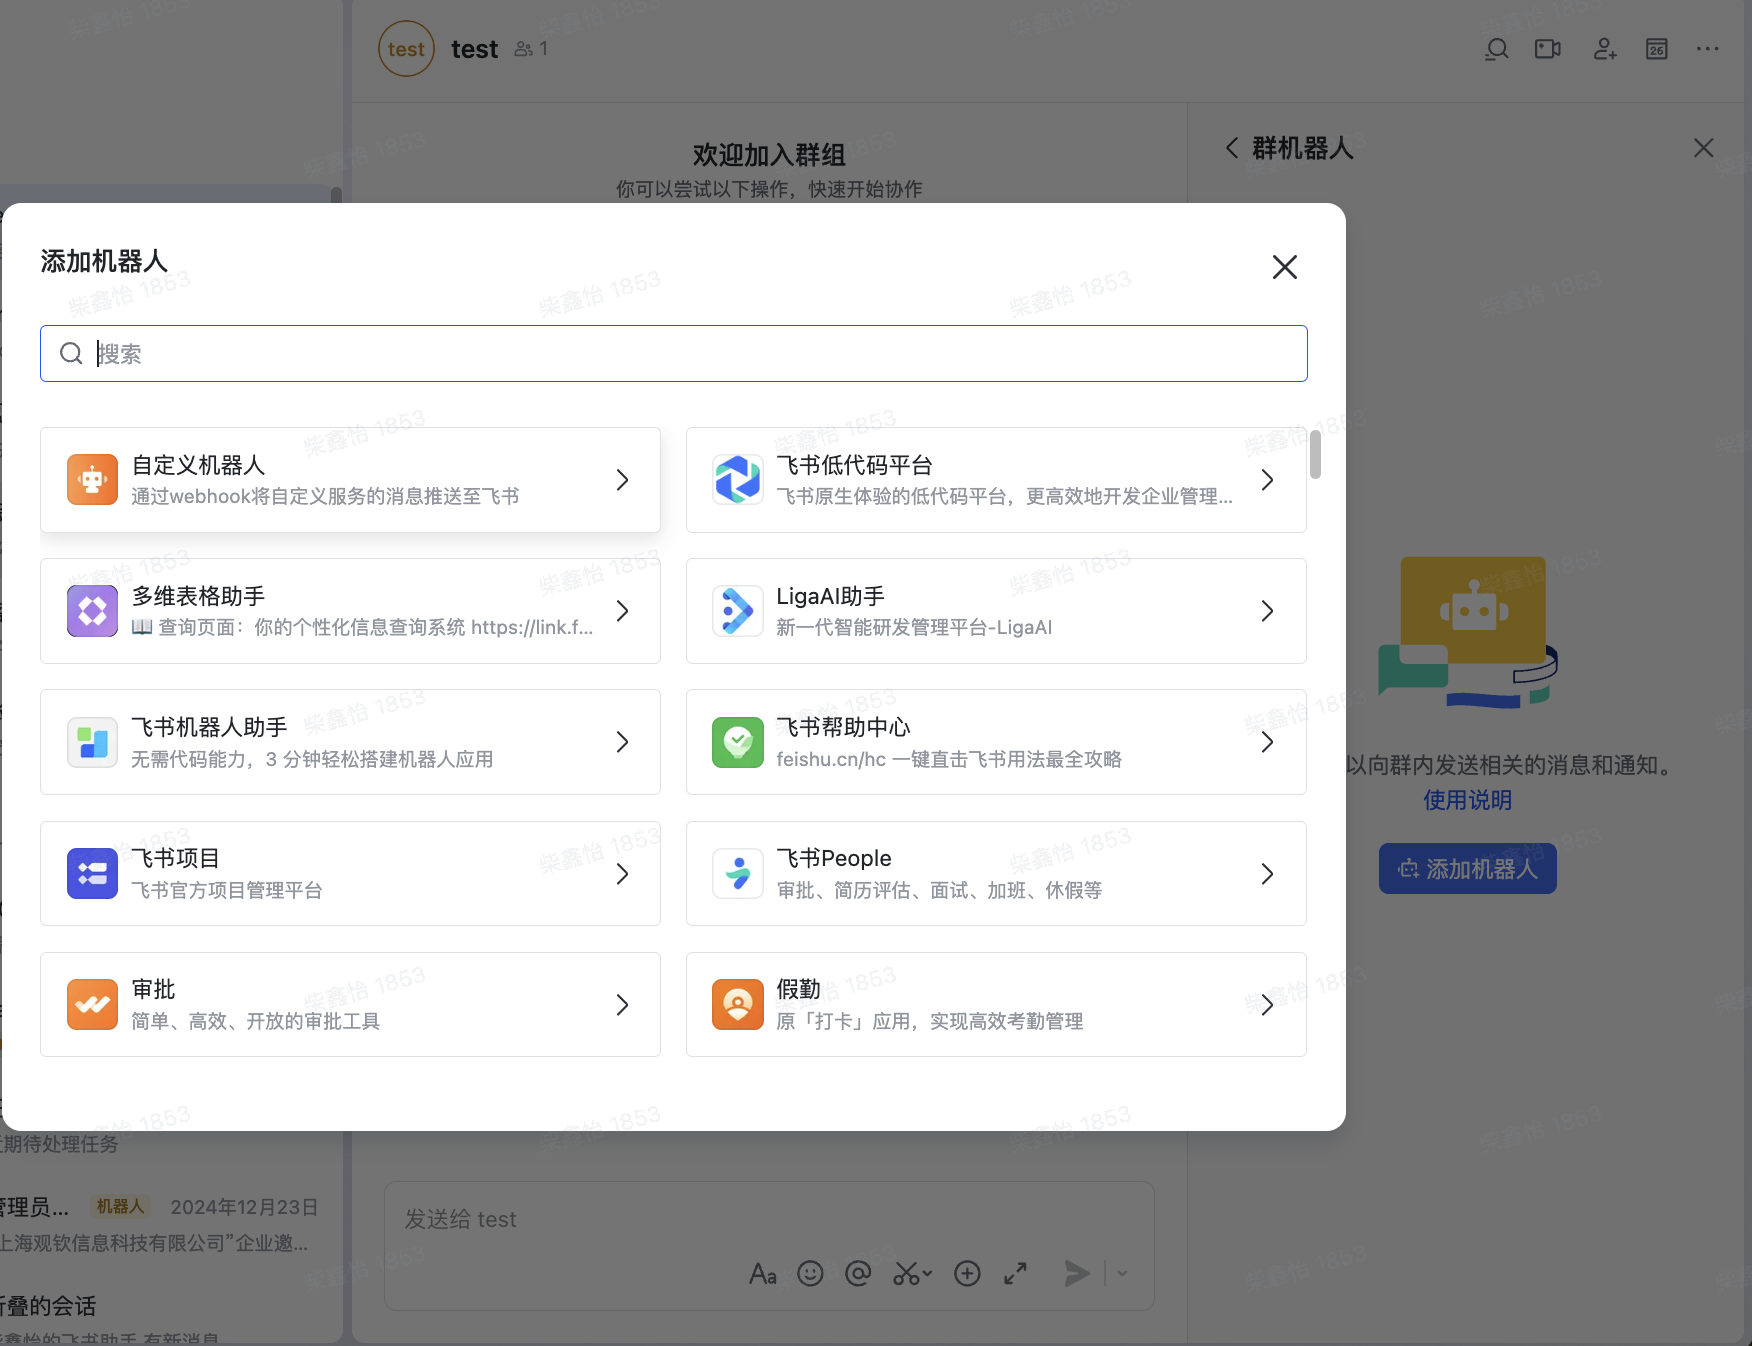 test
test
1
26
欢迎加入群组
你可以尝试以下操作，快速开始协作
群机器人
添加机器人
搜索
自定义机器人
通过webhook将自定义服务的消息推送至飞书
飞书低代码平台
飞书原生体验的低代码平台，更高效地开发企业管理...
多维表格助手
📖 查询页面：你的个性化信息查询系统 https://link.f...
LigaAI助手
新一代智能研发管理平台-LigaAI
飞书机器人助手
无需代码能力，3 分钟轻松搭建机器人应用
飞书帮助中心
feishu.cn/hc 一键直击飞书用法最全攻略
飞书项目
飞书官方项目管理平台
飞书People
审批、简历评估、面试、加班、休假等
审批
简单、高效、开放的审批工具
假勤
原「打卡」应用，实现高效考勤管理
以向群内发送相关的消息和通知。
使用说明
添加机器人
期待处理任务
管理员... 机器人 2024年12月23日
上海观钦信息科技有限公司”企业邀...
折叠的会话
柴鑫怡的飞书助手 有新消息
发送给 test
Aa
柴鑫怡 1853